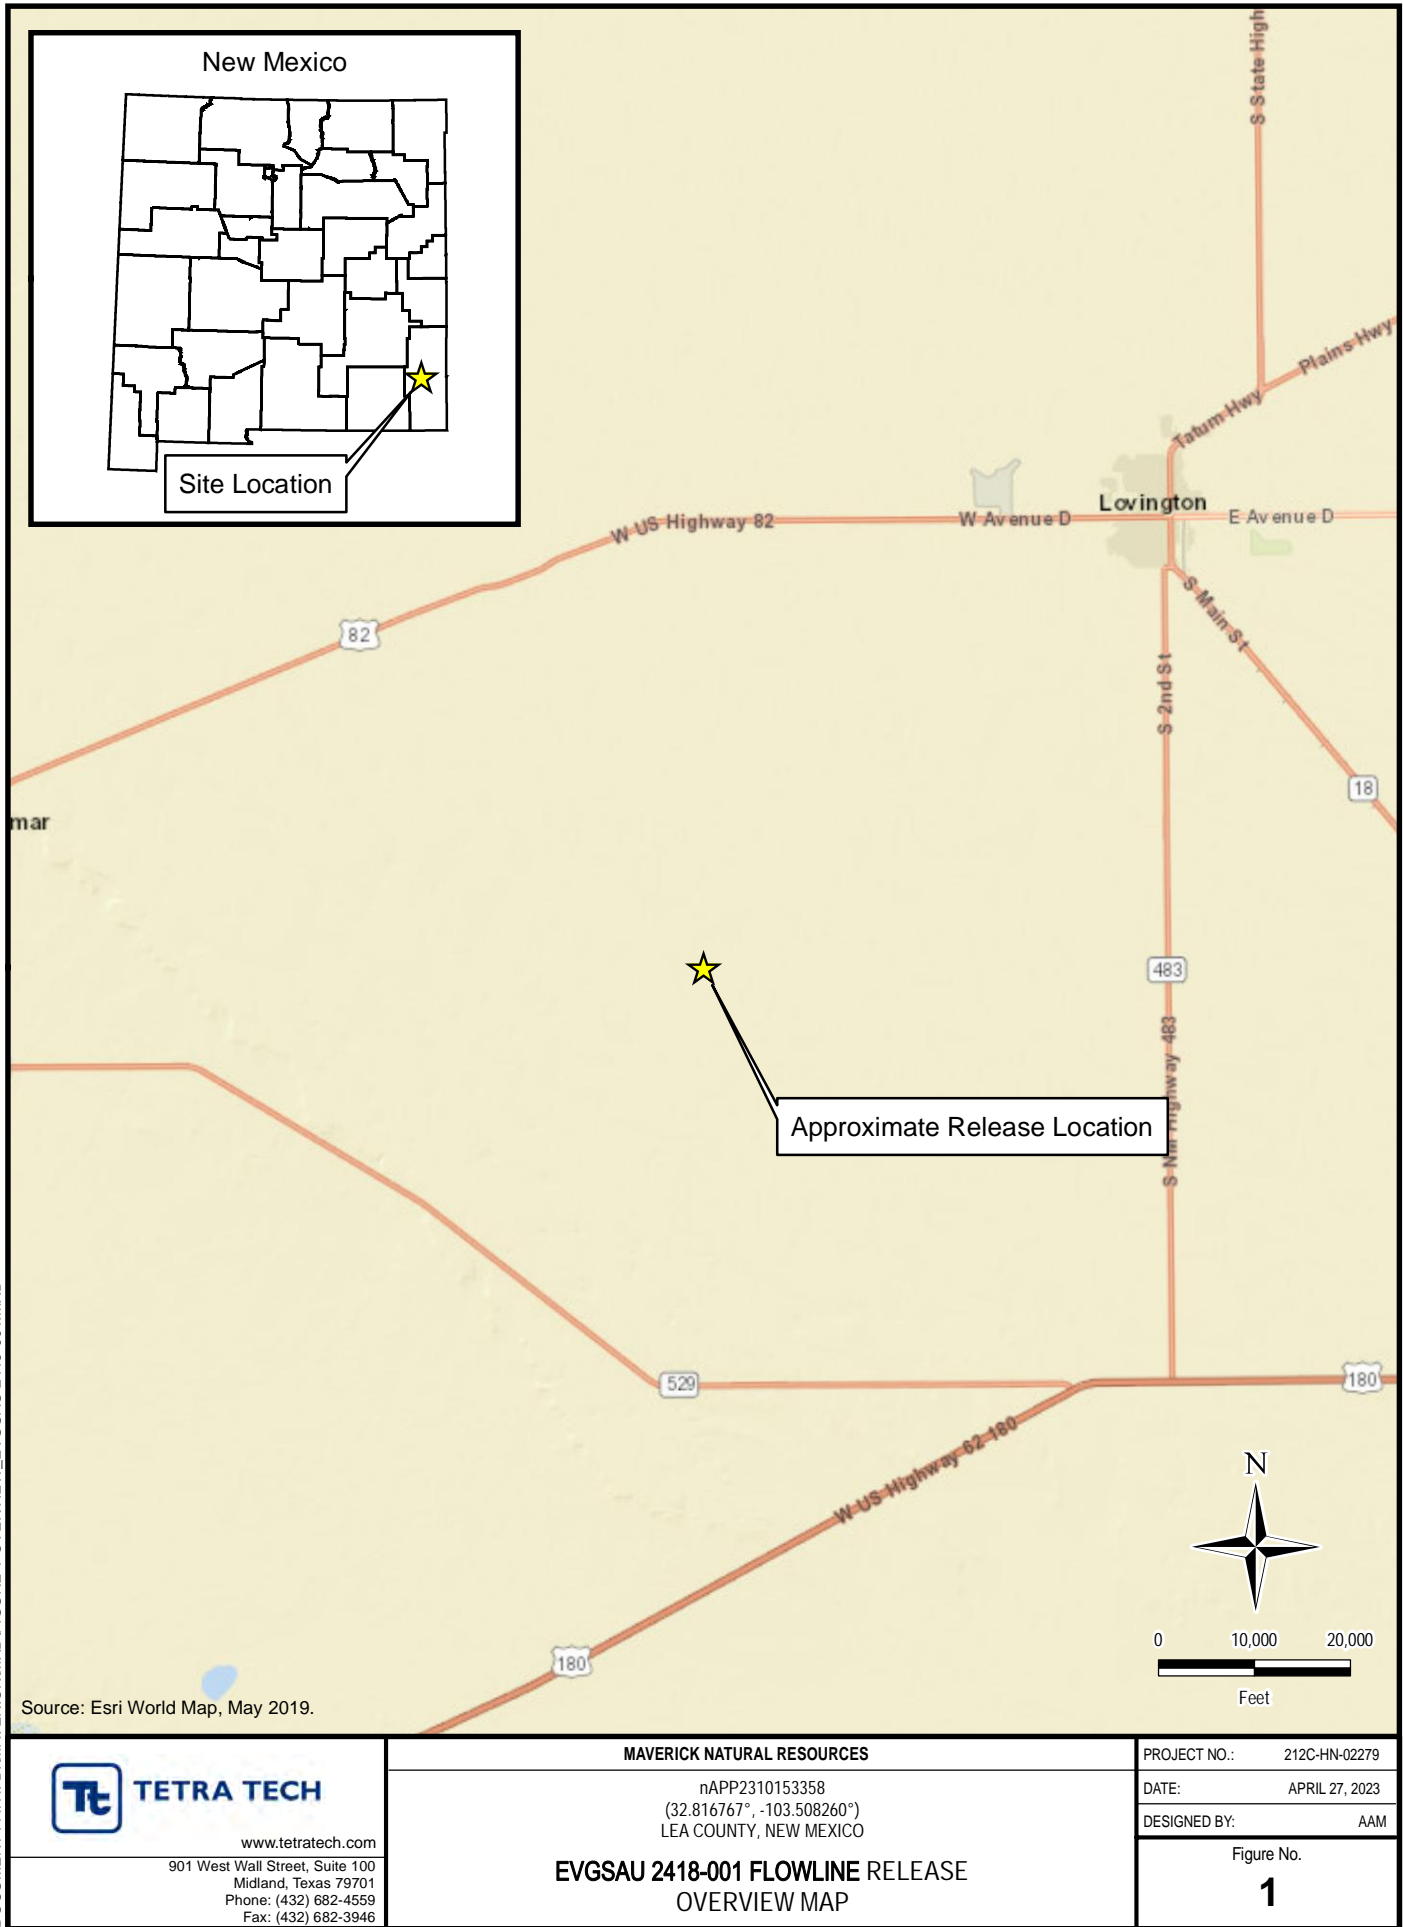 New Mexico
Site Location
S State High
Plains Hwy
Tatum Hwy
Lovington
W US Highway 82
W Avenue D
E Avenue D
82
S Main St
S 2nd St
18
mar
483
S NM Highway 483
Approximate Release Location
529
180
W US Highway 62 180
180
N
0 10,000 20,000
Feet
Source: Esri World Map, May 2019.
Tt TETRA TECH
www.tetratech.com
901 West Wall Street, Suite 100
Midland, Texas 79701
Phone: (432) 682-4559
Fax: (432) 682-3946
MAVERICK NATURAL RESOURCES
nAPP2310153358
(32.816767°, -103.508260°)
LEA COUNTY, NEW MEXICO
EVGSAU 2418-001 FLOWLINE RELEASE
OVERVIEW MAP
PROJECT NO.: 212C-HN-02279
DATE: APRIL 27, 2023
DESIGNED BY: AAM
Figure No.
1